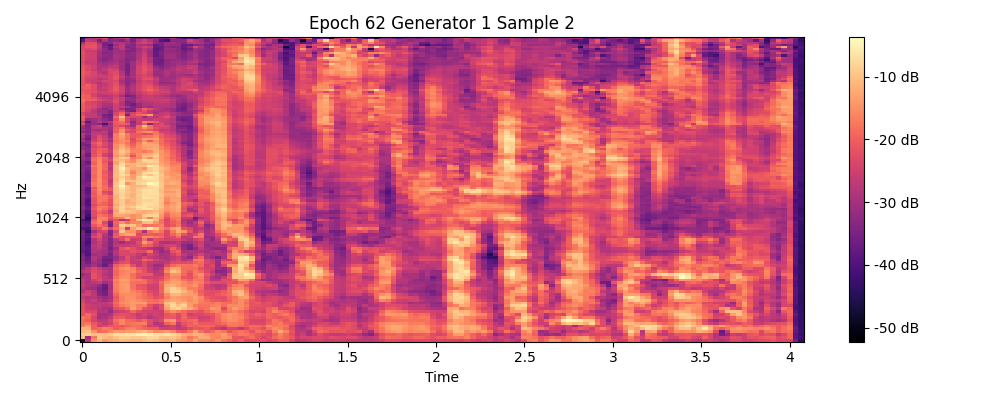 Epoch 62 Generator 1 Sample 2
Hz
4096
2048
1024
512
0
0 0.5 1 1.5 2 2.5 3 3.5 4
Time
-10 dB
-20 dB
-30 dB
-40 dB
-50 dB